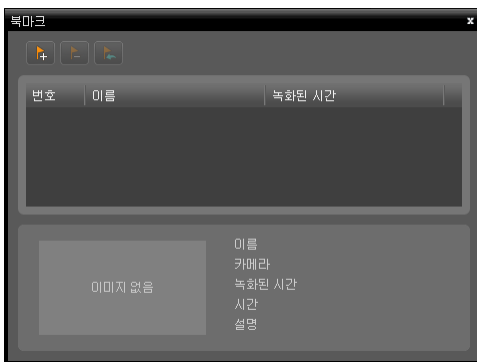 북마크 x
번호 이름 녹화된 시간
이미지 없음
이름
카메라
녹화된 시간
시간
설명